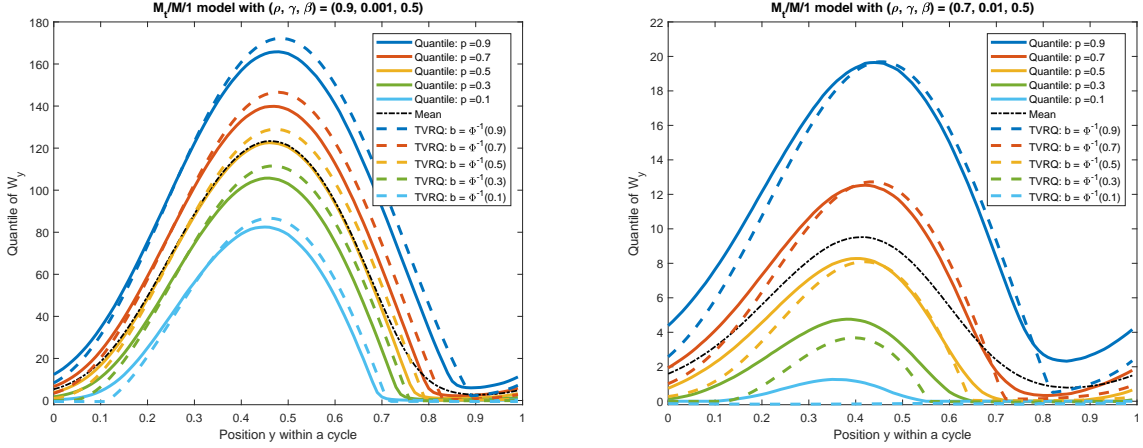 M_t/M/1 model with (ρ, γ, β) = (0.9, 0.001, 0.5)
180
160
140
120
100
80
60
40
20
0
Quantile of W_y
0 0.1 0.2 0.3 0.4 0.5 0.6 0.7 0.8 0.9 1
Position y within a cycle
Quantile: p =0.9
Quantile: p =0.7
Quantile: p =0.5
Quantile: p =0.3
Quantile: p =0.1
Mean
TVRQ: b = Φ^-1(0.9)
TVRQ: b = Φ^-1(0.7)
TVRQ: b = Φ^-1(0.5)
TVRQ: b = Φ^-1(0.3)
TVRQ: b = Φ^-1(0.1)
M_t/M/1 model with (ρ, γ, β) = (0.7, 0.01, 0.5)
22
20
18
16
14
12
10
8
6
4
2
0
Quantile of W_y
0 0.1 0.2 0.3 0.4 0.5 0.6 0.7 0.8 0.9 1
Position y within a cycle
Quantile: p =0.9
Quantile: p =0.7
Quantile: p =0.5
Quantile: p =0.3
Quantile: p =0.1
Mean
TVRQ: b = Φ^-1(0.9)
TVRQ: b = Φ^-1(0.7)
TVRQ: b = Φ^-1(0.5)
TVRQ: b = Φ^-1(0.3)
TVRQ: b = Φ^-1(0.1)